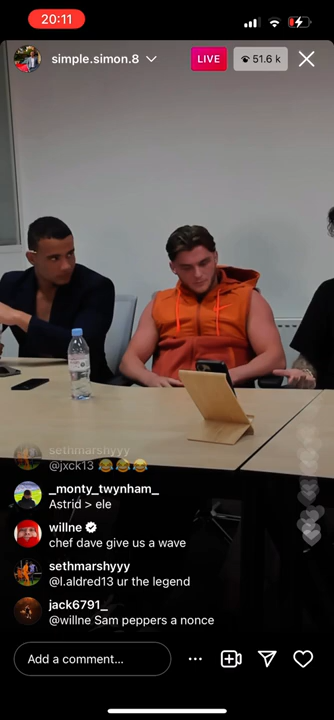 20:11
simple.simon.8
LIVE
51.6 k
sethmarshyyy
@jxck13 😂😂😂
_monty_twynham_
Astrid > ele
willne
chef dave give us a wave
sethmarshyyy
@l.aldred13 ur the legend
jack6791_
@willne Sam peppers a nonce
Add a comment...